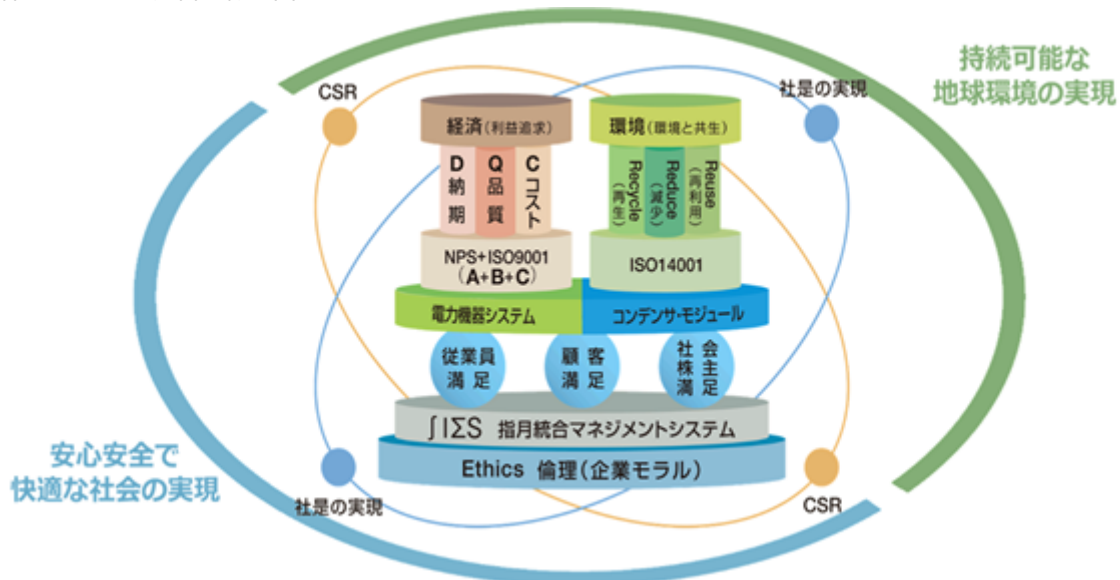 持続可能な
地球環境の実現
CSR
社是の実現
経済(利益追求)
環境(環境と共生)
D納期
Q品質
Cコスト
Recycle
(再生)
Reduce
(減少)
Reuse
(再利用)
NPS+ISO9001
(A+B+C)
ISO14001
電力機器システム
コンデンサ・モジュール
従業員
満足
顧客
満足
社会
株主
満足
∫IΣS 指月統合マネジメントシステム
Ethics 倫理(企業モラル)
安心安全で
快適な社会の実現
社是の実現
CSR